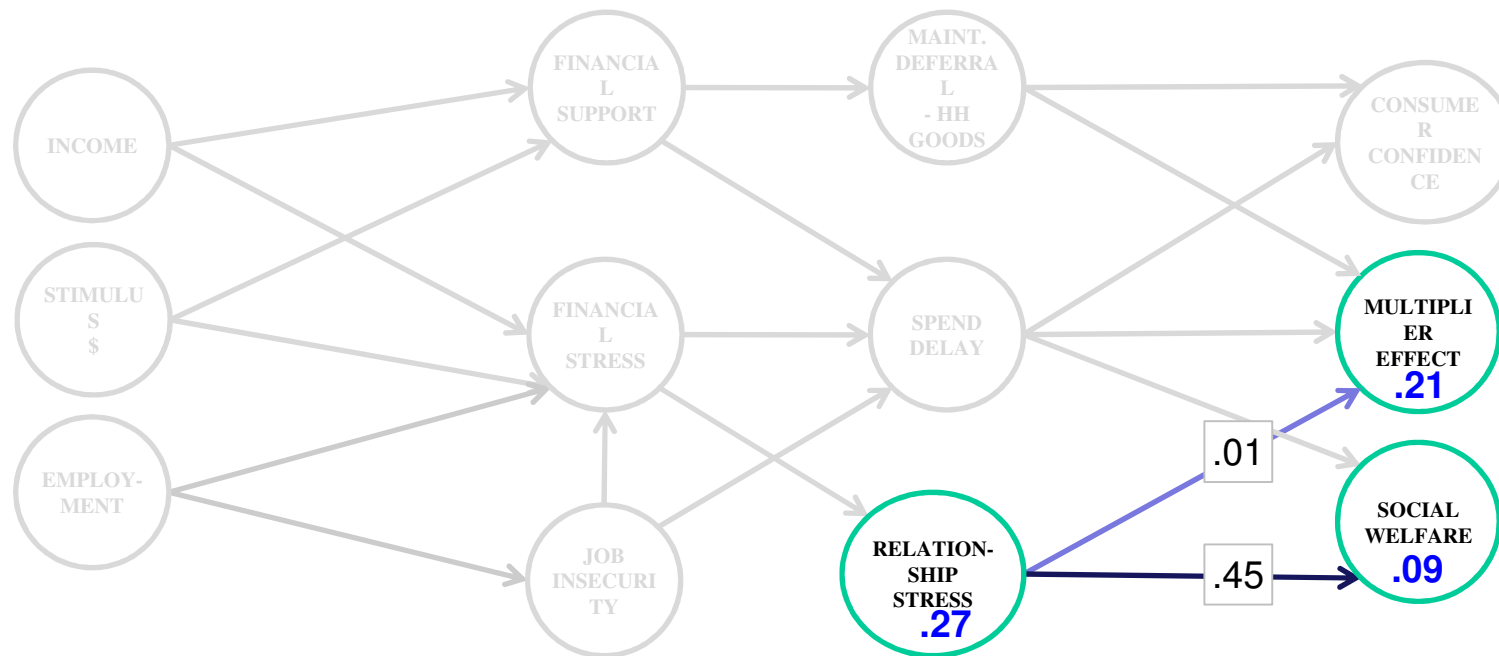 INCOME
STIMULU
S
$
EMPLOY-
MENT
FINANCIA
L
SUPPORT
FINANCIA
L
STRESS
JOB
INSECURI
TY
MAINT.
DEFERRA
L
- HH
GOODS
SPEND
DELAY
RELATION-
SHIP
STRESS
.27
.01
.45
CONSUME
R
CONFIDEN
CE
MULTIPLI
ER
EFFECT
.21
SOCIAL
WELFARE
.09